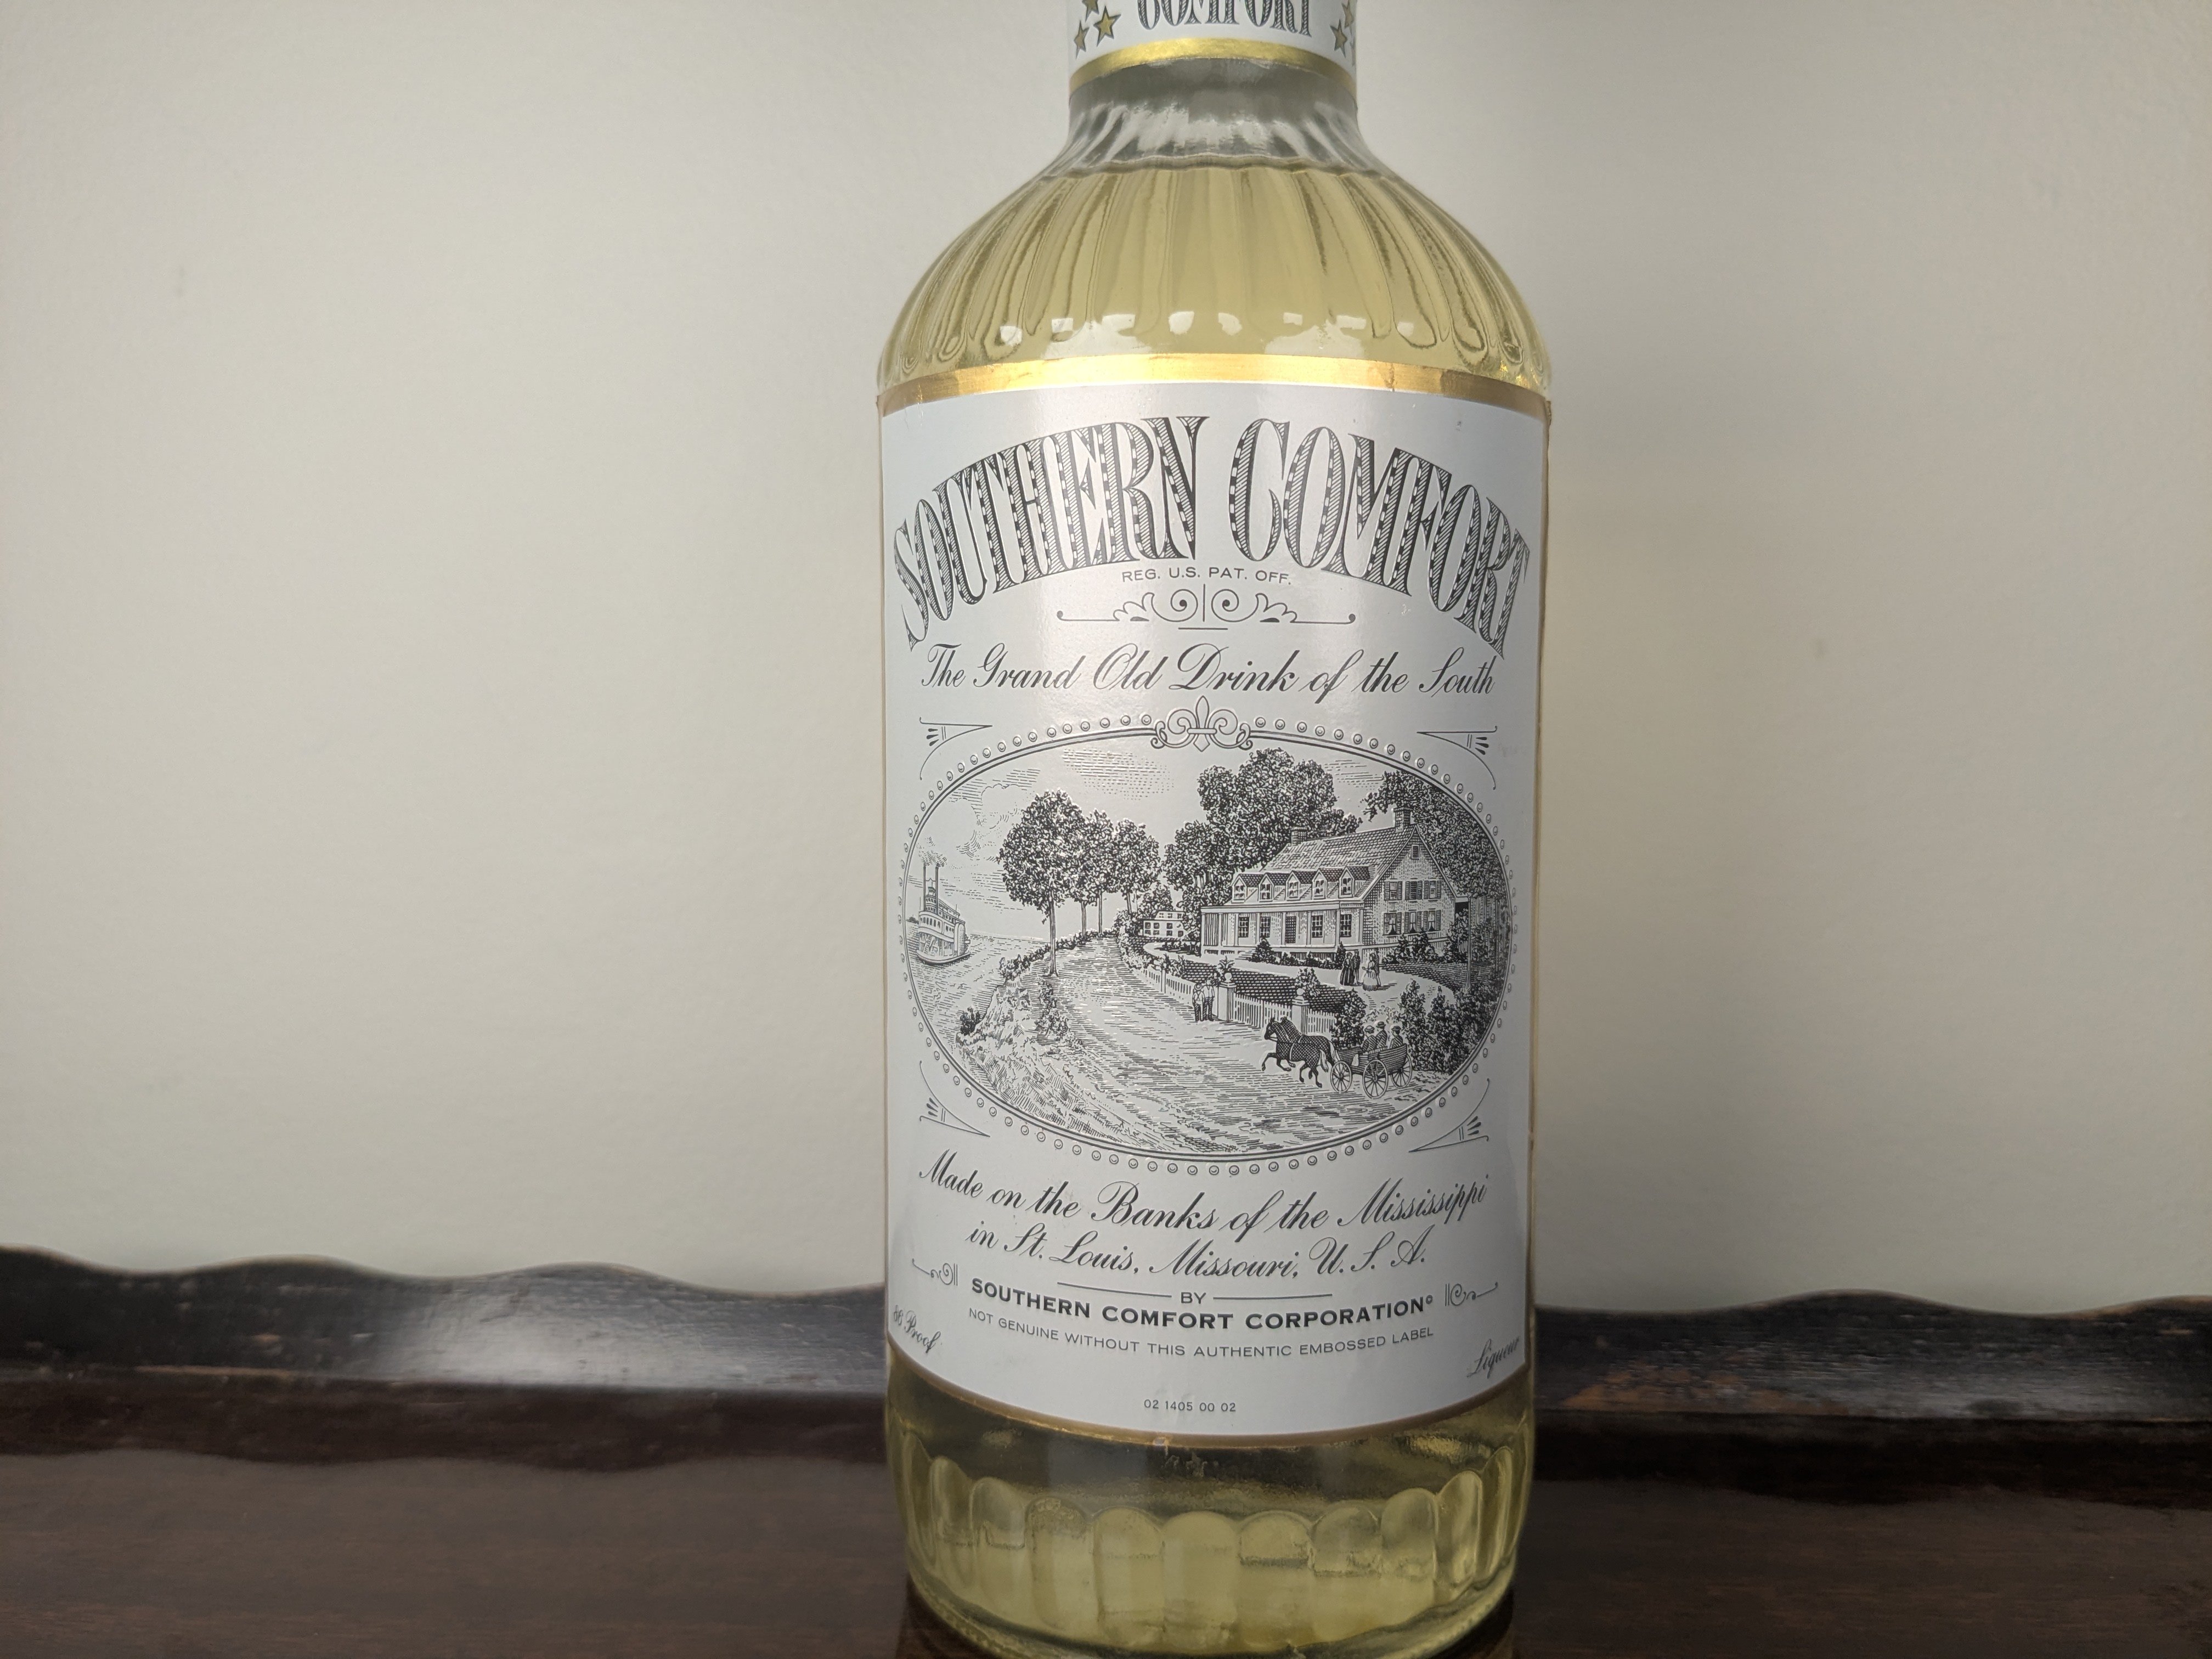 COMFORT
SOUTHERN COMFORT
REG. U.S. PAT. OFF.
The Grand Old Drink of the South
Made on the Banks of the Mississippi
in St. Louis, Missouri, U.S.A.
BY
SOUTHERN COMFORT CORPORATION©
NOT GENUINE WITHOUT THIS AUTHENTIC EMBOSSED LABEL
Proof
Liqueur
02 1405 00 02